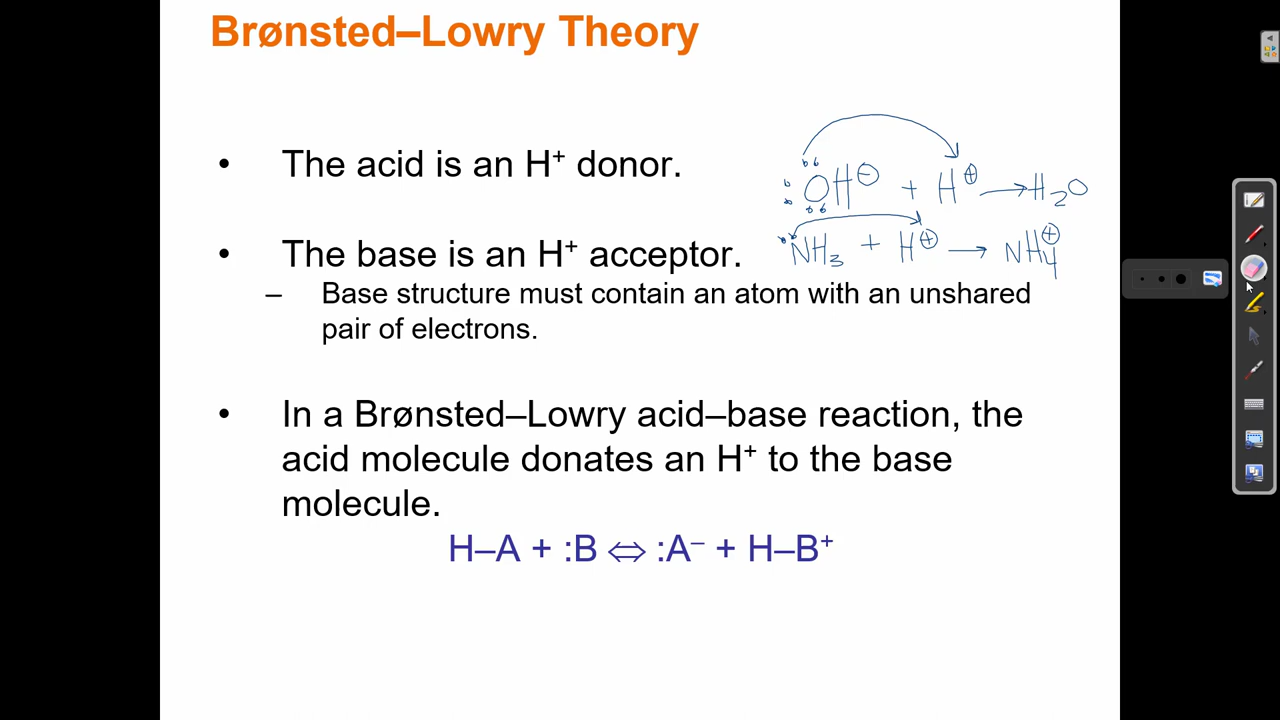 Brønsted–Lowry Theory
• The acid is an H⁺ donor.
OH⊖ + H⊕ → H₂O
• The base is an H⁺ acceptor.
NH₃ + H⊕ → NH₄⊕
– Base structure must contain an atom with an unshared
pair of electrons.
• In a Brønsted–Lowry acid–base reaction, the
acid molecule donates an H⁺ to the base
molecule.
H–A + :B ⇔ :A⁻ + H–B⁺